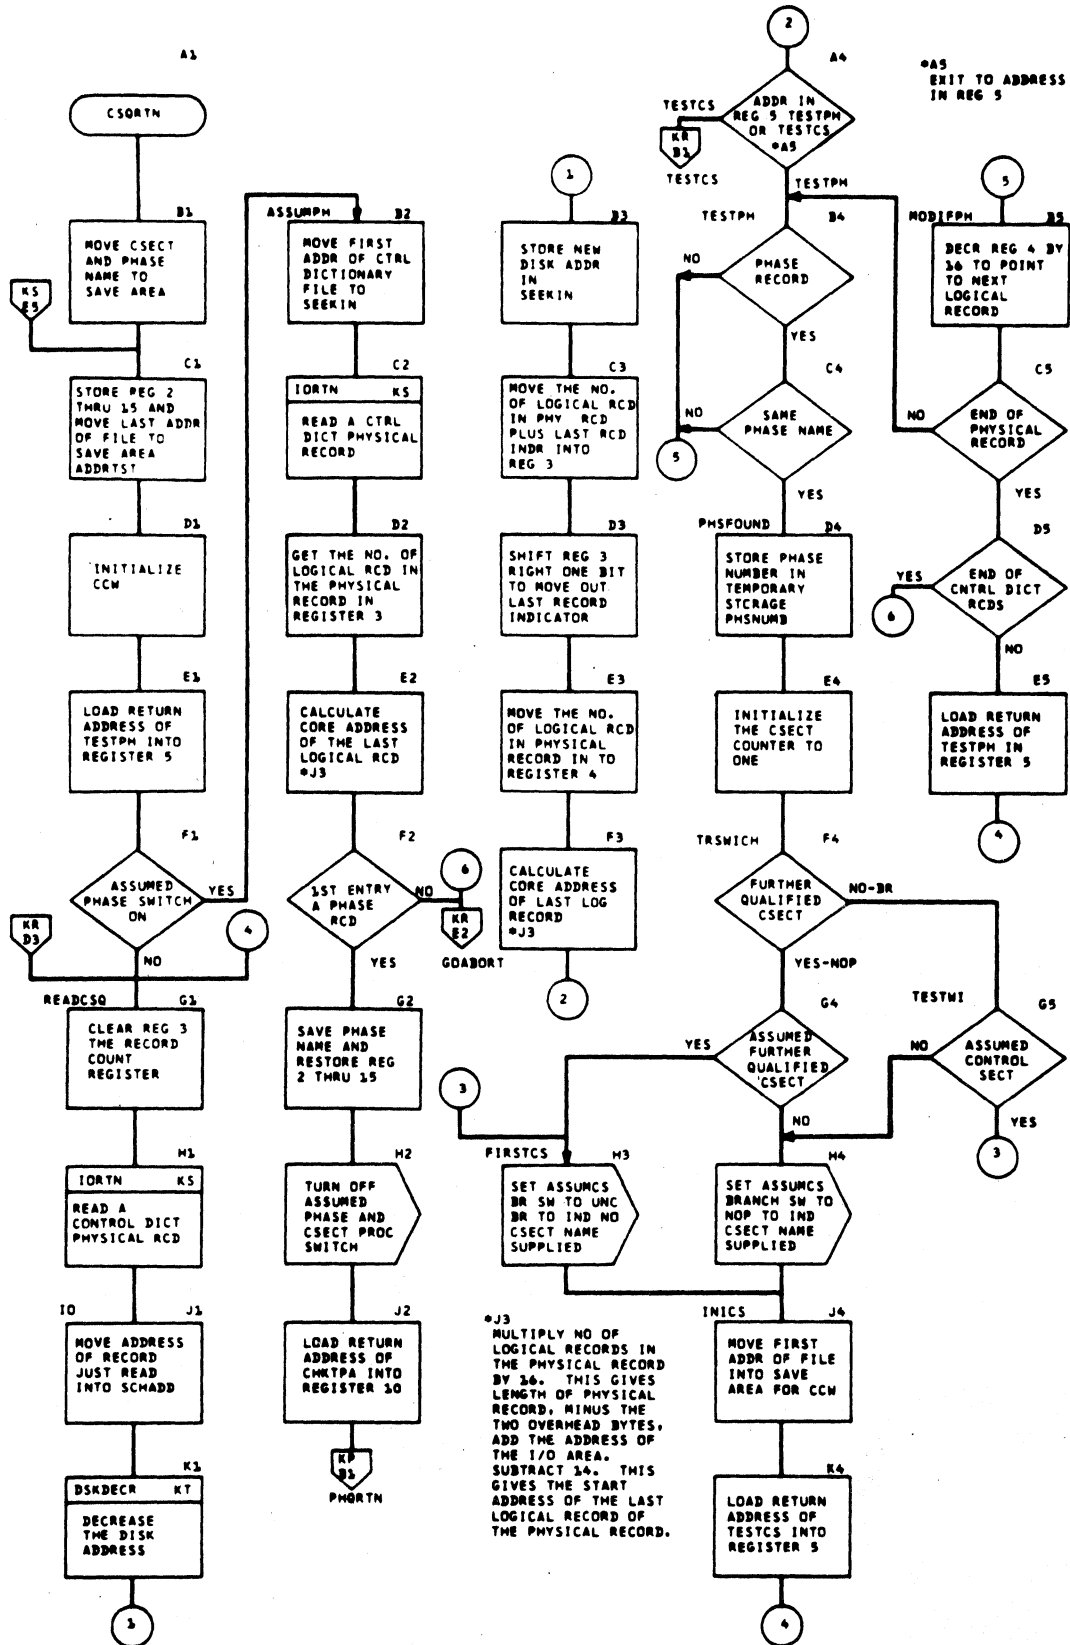 A1
CSQRTN
B1
MOVE CSECT
AND PHASE
NAME TO
SAVE AREA
KS
E5
C1
STORE REG 2
THRU 15 AND
MOVE LAST ADDR
OF FILE TO
SAVE AREA
ADDRTST
D1
INITIALIZE
CCW
E1
LOAD RETURN
ADDRESS OF
TESTPH INTO
REGISTER 5
F1
ASSUMED
PHASE SWITCH
ON
YES
KR
D3
4
NO
READCSQ
G1
CLEAR REG 3
THE RECORD
COUNT
REGISTER
H1
IORTN KS
READ A
CONTROL DICT
PHYSICAL RCD
IO
J1
MOVE ADDRESS
OF RECORD
JUST READ
INTO SCHADD
K1
DSKDECR KT
DECREASE
THE DISK
ADDRESS
1
ASSUMPH
B2
MOVE FIRST
ADDR OF CTRL
DICTIONARY
FILE TO
SEEKIN
C2
IORTN KS
READ A CTRL
DICT PHYSICAL
RECORD
D2
GET THE NO. OF
LOGICAL RCD IN
THE PHYSICAL
RECORD IN
REGISTER 3
E2
CALCULATE
CORE ADDRESS
OF THE LAST
LOGICAL RCD
*J3
F2
1ST ENTRY
A PHASE
RCD
NO
6
KR
E2
GOABORT
YES
G2
SAVE PHASE
NAME AND
RESTORE REG
2 THRU 15
H2
TURN OFF
ASSUMED
PHASE AND
CSECT PROC
SWITCH
J2
LOAD RETURN
ADDRESS OF
CHKTPA INTO
REGISTER 10
KP
B1
PHQRTN
1
B3
STORE NEW
DISK ADDR
IN
SEEKIN
C3
MOVE THE NO.
OF LOGICAL RCD
IN PHY RCD
PLUS LAST RCD
INDR INTO
REG 3
D3
SHIFT REG 3
RIGHT ONE BIT
TO MOVE OUT
LAST RECORD
INDICATOR
E3
MOVE THE NO.
OF LOGICAL RCD
IN PHYSICAL
RECORD IN TO
REGISTER 4
F3
CALCULATE
CORE ADDRESS
OF LAST LOG
RECORD
*J3
2
3
FIRSTCS
H3
SET ASSUMCS
BR SW TO UNC
BR TO IND NO
CSECT NAME
SUPPLIED
*J3
MULTIPLY NO OF
LOGICAL RECORDS IN
THE PHYSICAL RECORD
BY 16. THIS GIVES
LENGTH OF PHYSICAL
RECORD, MINUS THE
TWO OVERHEAD BYTES,
ADD THE ADDRESS OF
THE I/O AREA.
SUBTRACT 14. THIS
GIVES THE START
ADDRESS OF THE LAST
LOGICAL RECORD OF
THE PHYSICAL RECORD.
2
A4
ADDR IN
REG 5 TESTPH
OR TESTCS
*A5
TESTCS
KR
B1
TESTCS
TESTPH
TESTPH
B4
PHASE
RECORD
NO
YES
C4
SAME
PHASE NAME
NO
5
YES
PHSFOUND
D4
STORE PHASE
NUMBER IN
TEMPORARY
STORAGE
PHSNUMB
E4
INITIALIZE
THE CSECT
COUNTER TO
ONE
TRSWICH
F4
FURTHER
QUALIFIED
CSECT
NO-BR
YES-NOP
G4
ASSUMED
FURTHER
QUALIFIED
CSECT
YES
NO
H4
SET ASSUMCS
BRANCH SW TO
NOP TO IND
CSECT NAME
SUPPLIED
INICS
J4
MOVE FIRST
ADDR OF FILE
INTO SAVE
AREA FOR CCW
K4
LOAD RETURN
ADDRESS OF
TESTCS INTO
REGISTER 5
4
*A5
EXIT TO ADDRESS
IN REG 5
5
MODIFPH
B5
DECR REG 4 BY
16 TO POINT
TO NEXT
LOGICAL
RECORD
C5
END OF
PHYSICAL
RECORD
NO
YES
D5
END OF
CNTRL DICT
RCDS
YES
6
NO
E5
LOAD RETURN
ADDRESS OF
TESTPH IN
REGISTER 5
4
TESTWI
G5
ASSUMED
CONTROL
SECT
NO
YES
3